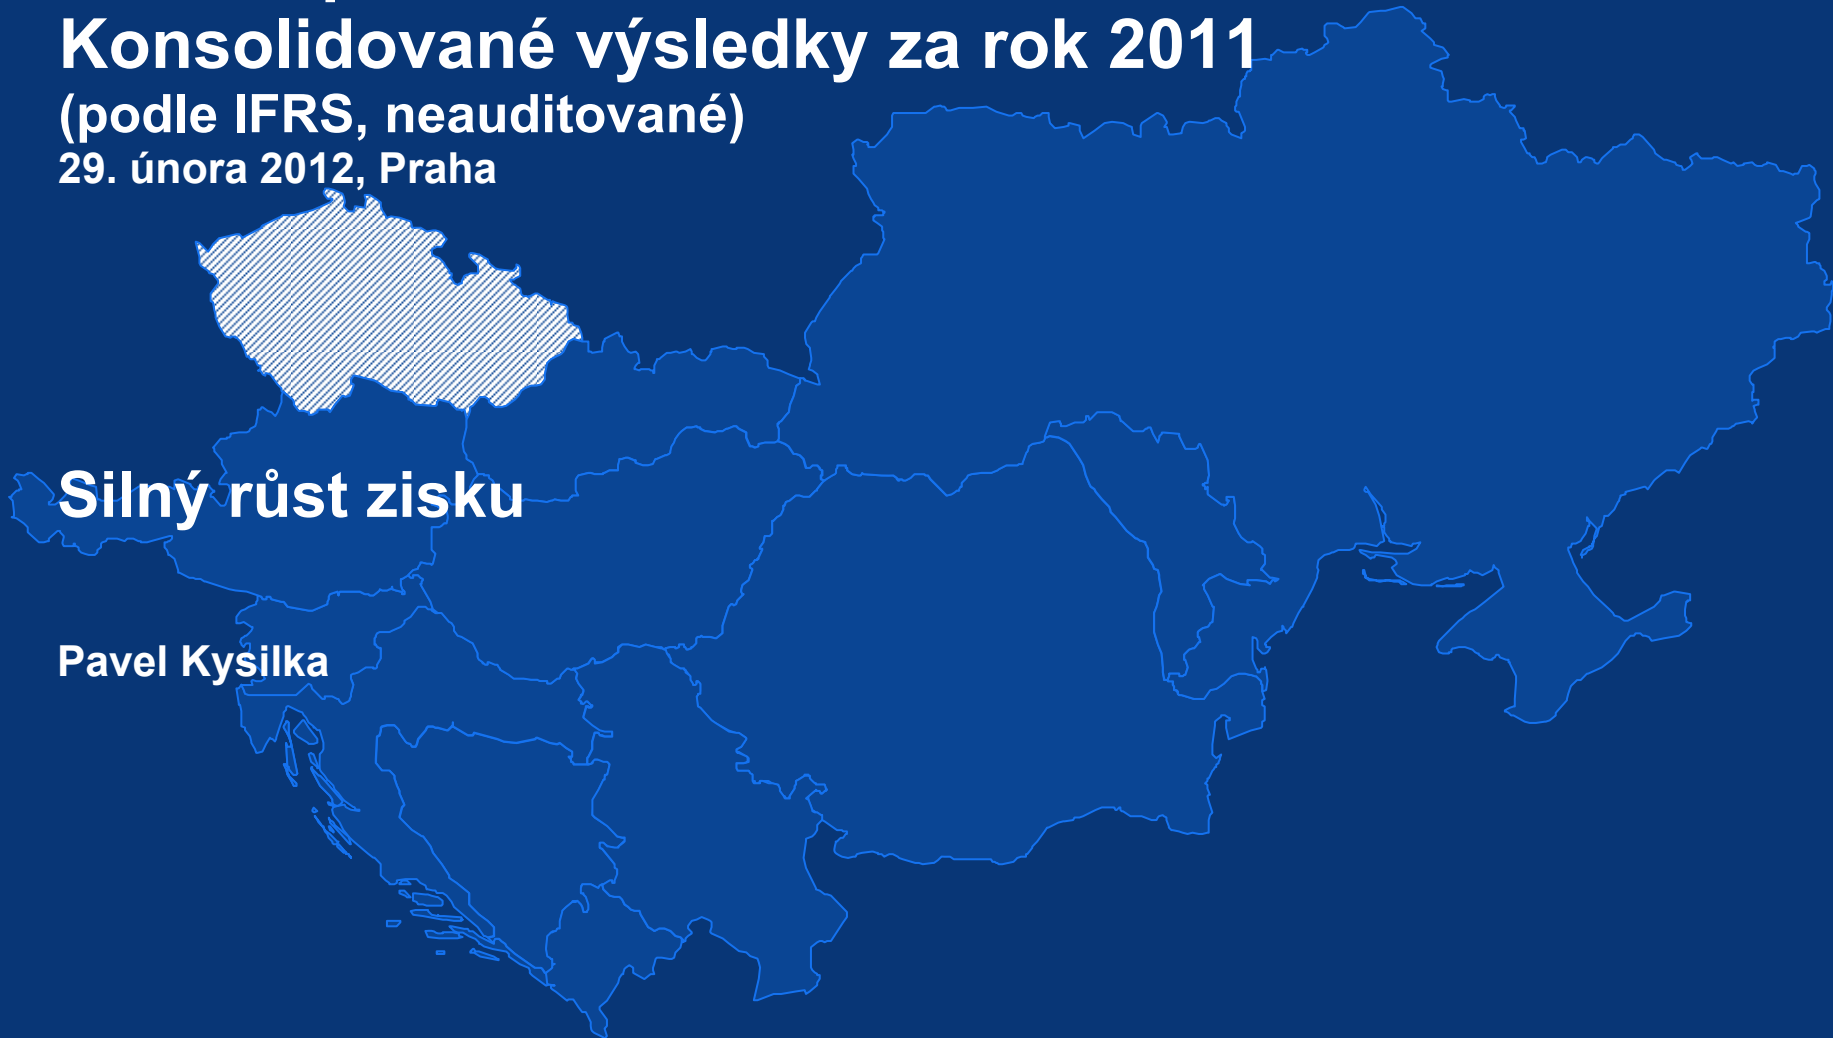 Konsolidované výsledky za rok 2011
(podle IFRS, neauditované)
29. února 2012, Praha
Silný růst zisku
Pavel Kysilka